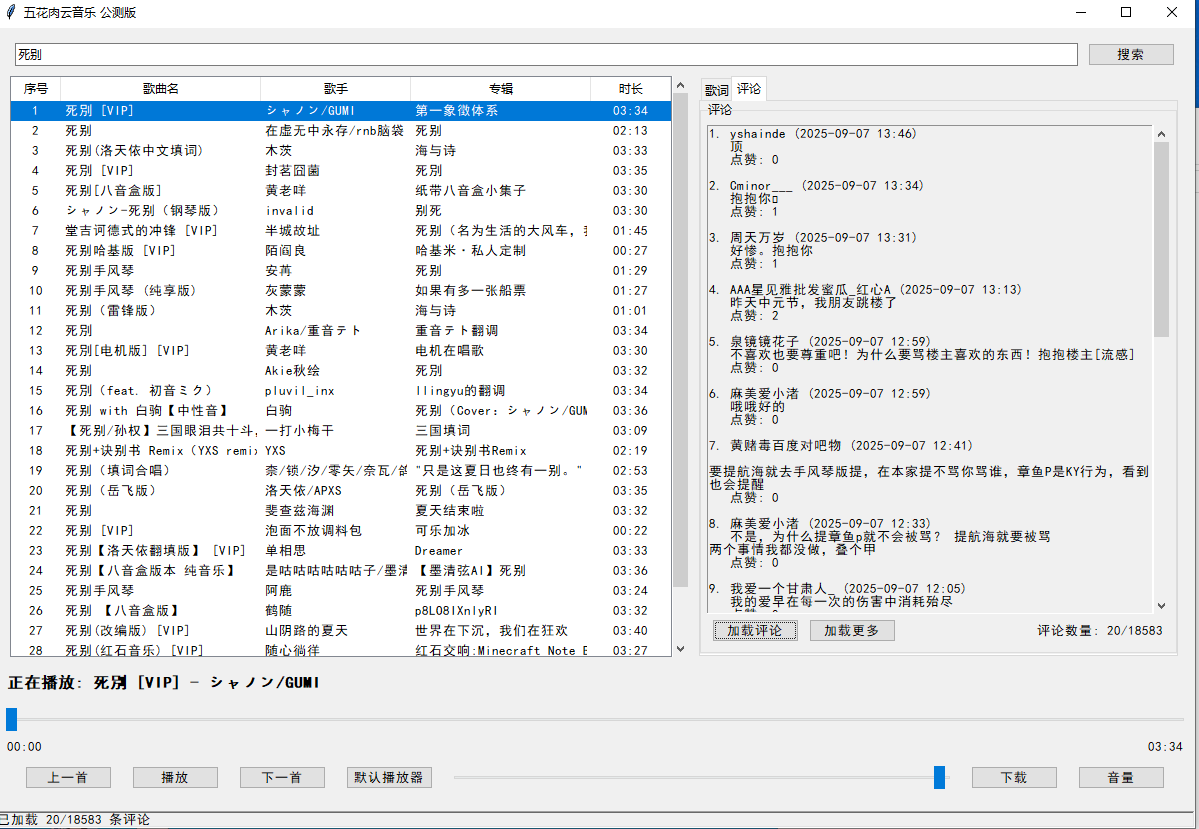 五花肉云音乐 公测版
死别
搜索
序号 歌曲名 歌手 专辑 时长
1 死别 [VIP] シャノン/GUMI 第一象徴体系 03:34
2 死别 在虚无中永存/rnb脑袋 死别 02:13
3 死别(洛天依中文填词) 木茨 海与诗 03:33
4 死别 [VIP] 封茗囧菌 死别 03:35
5 死别[八音盒版] 黄老咩 纸带八音盒小集子 03:30
6 シャノン-死别（钢琴版） invalid 别死 03:30
7 堂吉诃德式的冲锋 [VIP] 半城故址 死别（名为生活的大风车， 01:45
8 死别哈基版 [VIP] 陌阎良 哈基米·私人定制 00:27
9 死别手风琴 安苒 死别 01:29
10 死别手风琴 (纯享版) 灰蒙蒙 如果有多一张船票 01:27
11 死别（雷锋版） 木茨 海与诗 01:01
12 死别 Arika/重音テト 重音テト翻调 03:34
13 死别[电机版] [VIP] 黄老咩 电机在唱歌 03:30
14 死别 Akie秋绘 死别 03:32
15 死别（feat. 初音ミク） pluvil_inx llingyu的翻调 03:34
16 死别 with 白驹【中性音】 白驹 死别（Cover：シャノン/GUM 03:36
17 【死别/孙权】三国眼泪共十斗, 一打小梅干 三国填词 03:09
18 死别+诀别书 Remix（YXS remi YXS 死别+诀别书Remix 02:19
19 死别（填词合唱） 柰/锁/汐/零矢/奈瓦/ "只是这夏日也终有一别。" 02:53
20 死别（岳飞版） 洛天依/APXS 死别（岳飞版） 03:35
21 死别 斐查兹海渊 夏天结束啦 03:32
22 死别 [VIP] 泡面不放调料包 可乐加冰 00:22
23 死别【洛天依翻填版】 [VIP] 单相思 Dreamer 03:33
24 死别【八音盒版本 纯音乐】 是咕咕咕咕咕咕子/墨清 【墨清弦AI】死别 03:36
25 死别手风琴 阿鹿 死别手风琴 03:24
26 死别 【八音盒版】 鹤随 p8LO8IXnlyRl 03:32
27 死别(改编版) [VIP] 山阴路的夏天 世界在下沉，我们在狂欢 03:40
28 死别(红石音乐) [VIP] 随心徜徉 红石交响:Minecraft Note B 03:27
歌词 评论
评论
1. yshainde (2025-09-07 13:46)
顶
点赞: 0
2. Cminor___ (2025-09-07 13:34)
抱抱你
点赞: 1
3. 周天万岁 (2025-09-07 13:31)
好惨。抱抱你
点赞: 1
4. AAA星见雅批发蜜瓜_红心A (2025-09-07 13:13)
昨天中元节，我朋友跳楼了
点赞: 2
5. 泉镜镜花子 (2025-09-07 12:59)
不喜欢也要尊重吧！为什么要骂楼主喜欢的东西！抱抱楼主[流感]
点赞: 0
6. 麻美爱小渚 (2025-09-07 12:59)
哦哦好的
点赞: 0
7. 黄赌毒百度对吧物 (2025-09-07 12:41)
要提航海就去手风琴版提，在本家提不骂你骂谁，章鱼P是KY行为，看到
也会提醒
点赞: 0
8. 麻美爱小渚 (2025-09-07 12:33)
不是，为什么提章鱼p就不会被骂？ 提航海就要被骂
两个事情我都没做，叠个甲
点赞: 0
9. 我爱一个甘肃人_ (2025-09-07 12:05)
我的爱早在每一次的伤害中消耗殆尽
加载评论 加载更多 评论数量: 20/18583
正在播放: 死别 [VIP] - シャノン/GUMI
00:00 03:34
上一首 播放 下一首 默认播放器 下载 音量
已加载 20/18583 条评论